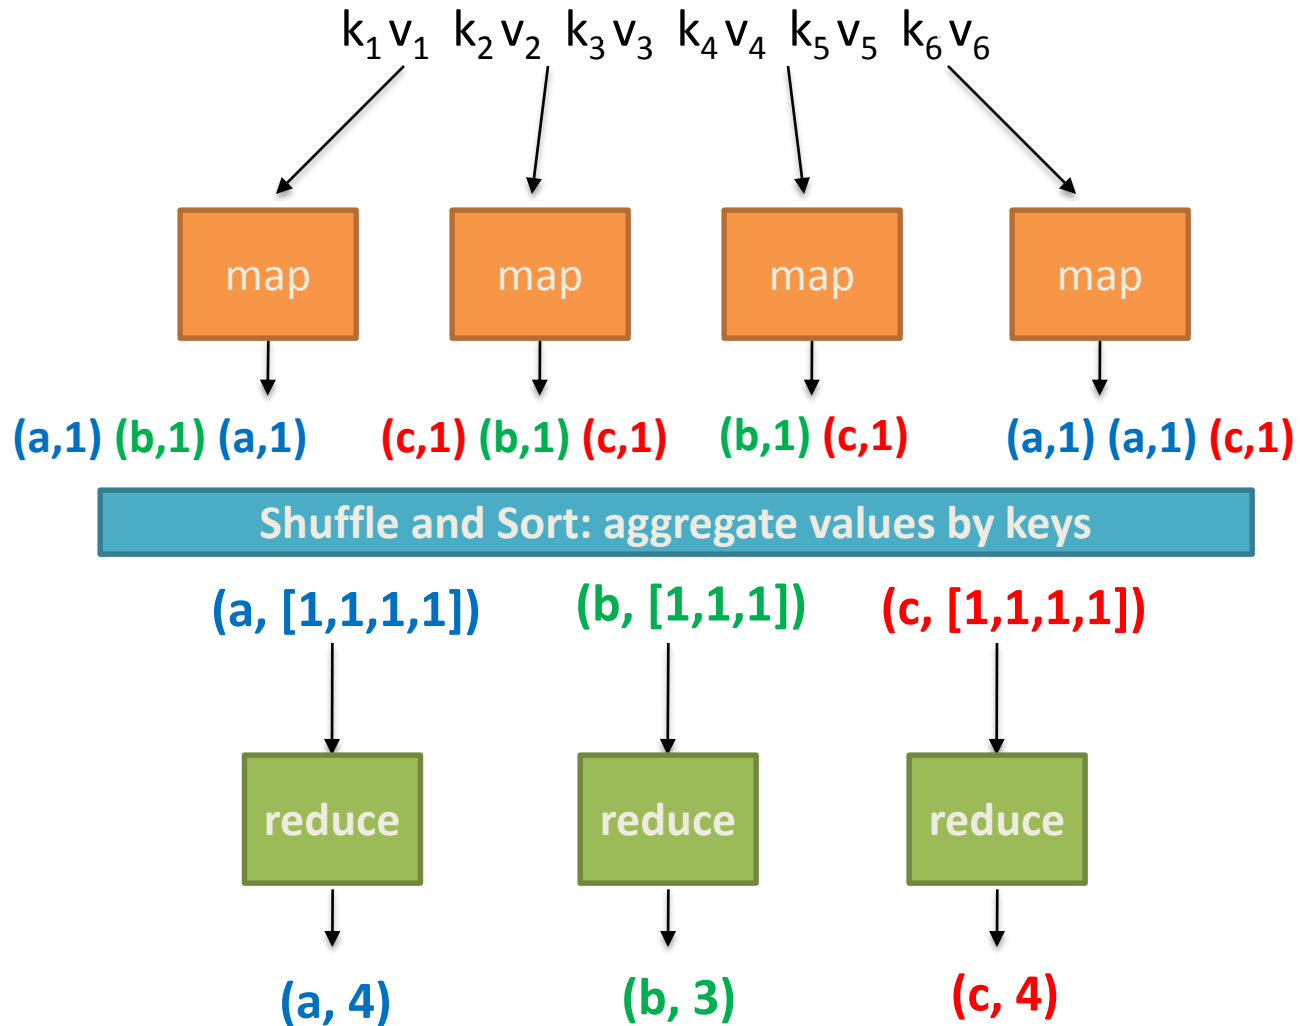 k₁ v₁ k₂ v₂ k₃ v₃ k₄ v₄ k₅ v₅ k₆ v₆
map map map map
(a,1) (b,1) (a,1) (c,1) (b,1) (c,1) (b,1) (c,1) (a,1) (a,1) (c,1)
Shuffle and Sort: aggregate values by keys
(a, [1,1,1,1]) (b, [1,1,1]) (c, [1,1,1,1])
reduce reduce reduce
(a, 4) (b, 3) (c, 4)